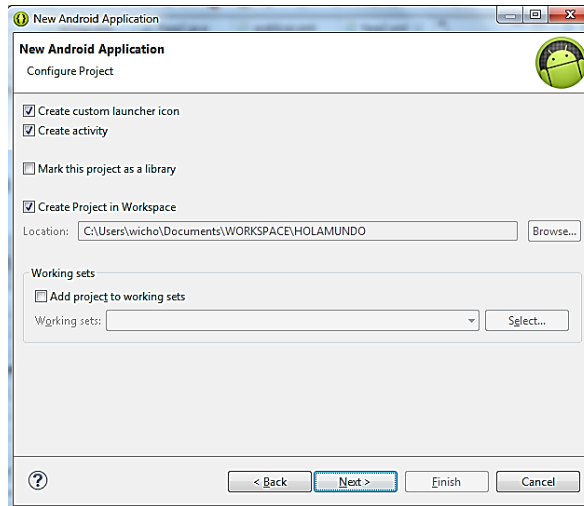 New Android Application
New Android Application
Configure Project
Create custom launcher icon
Create activity
Mark this project as a library
Create Project in Workspace
Location: C:\Users\wicho\Documents\WORKSPACE\HOLAMUNDO Browse...
Working sets
Add project to working sets
Working sets: Select...
? < Back Next > Finish Cancel